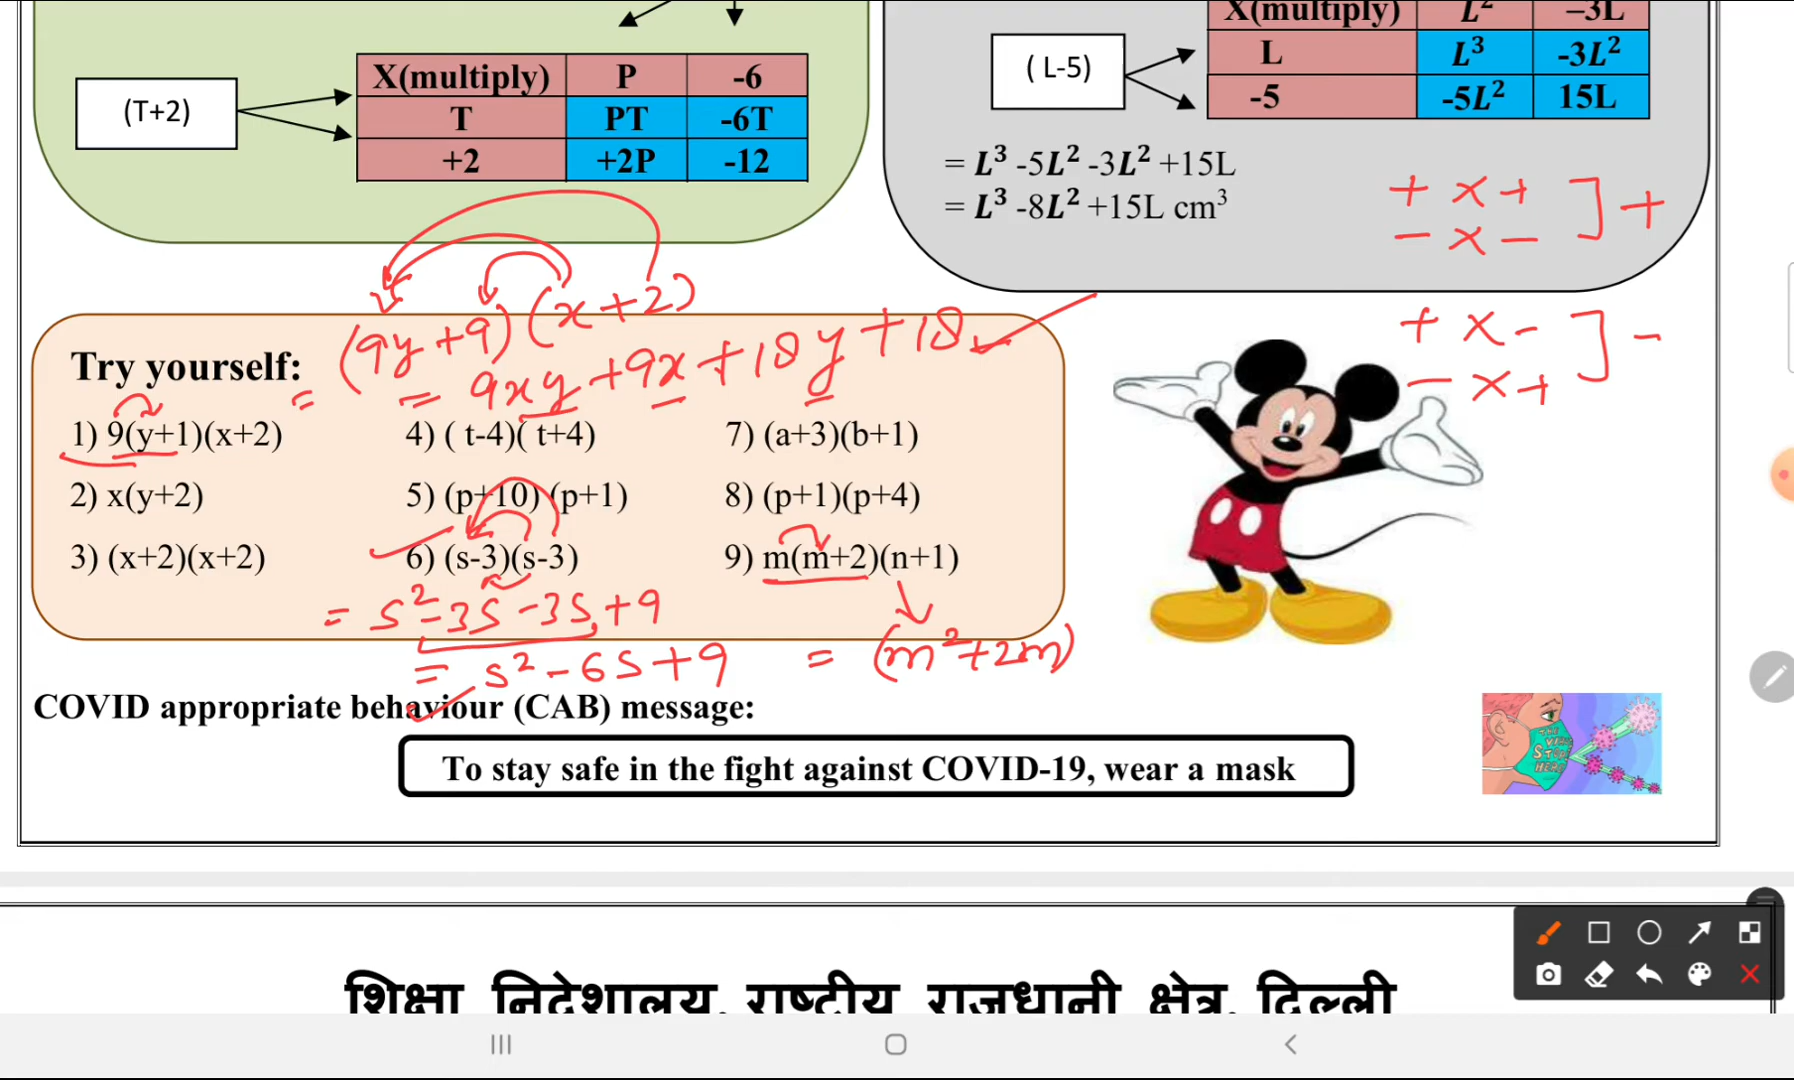 X(multiply) P -6
(T+2) T PT -6T
+2 +2P -12
X(multiply) L² –3L
( L-5) L L³ -3L²
-5 -5L² 15L
= L³ -5L² -3L² +15L
= L³ -8L² +15L cm³
+ x +
- x - ] +
+ x -
- x + ] -
(9y+9)(x+2)
Try yourself:
= = 9xy+9x+18y+18
1) 9(y+1)(x+2) 4) ( t-4)( t+4) 7) (a+3)(b+1)
2) x(y+2) 5) (p+10) (p+1) 8) (p+1)(p+4)
3) (x+2)(x+2) 6) (s-3)(s-3) 9) m(m+2)(n+1)
= s²-3s-3s+9
= s²-6s+9 = (m²+2m)
COVID appropriate behaviour (CAB) message:
To stay safe in the fight against COVID-19, wear a mask
THE VIRUS STOPS HERE
शिक्षा निदेशालय, राष्ट्रीय राजधानी क्षेत्र, दिल्ली